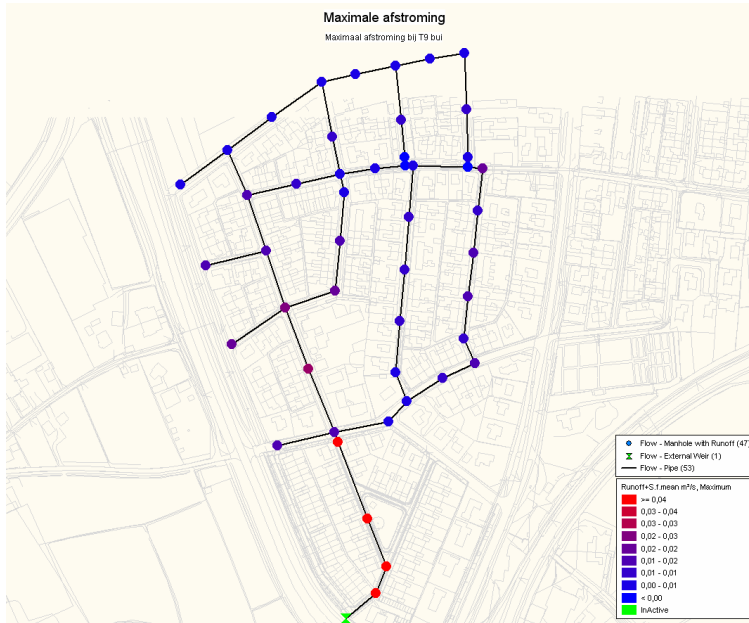 Maximale afstroming
Maximaal afstroming bij T9 bui
Flow - Manhole with Runoff (47)
Flow - External Weir (1)
Flow - Pipe (53)
Runoff+S.f.mean m³/s, Maximum
>= 0,04
0,03 - 0,04
0,03 - 0,03
0,02 - 0,03
0,02 - 0,02
0,01 - 0,02
0,01 - 0,01
0,00 - 0,01
< 0,00
InActive